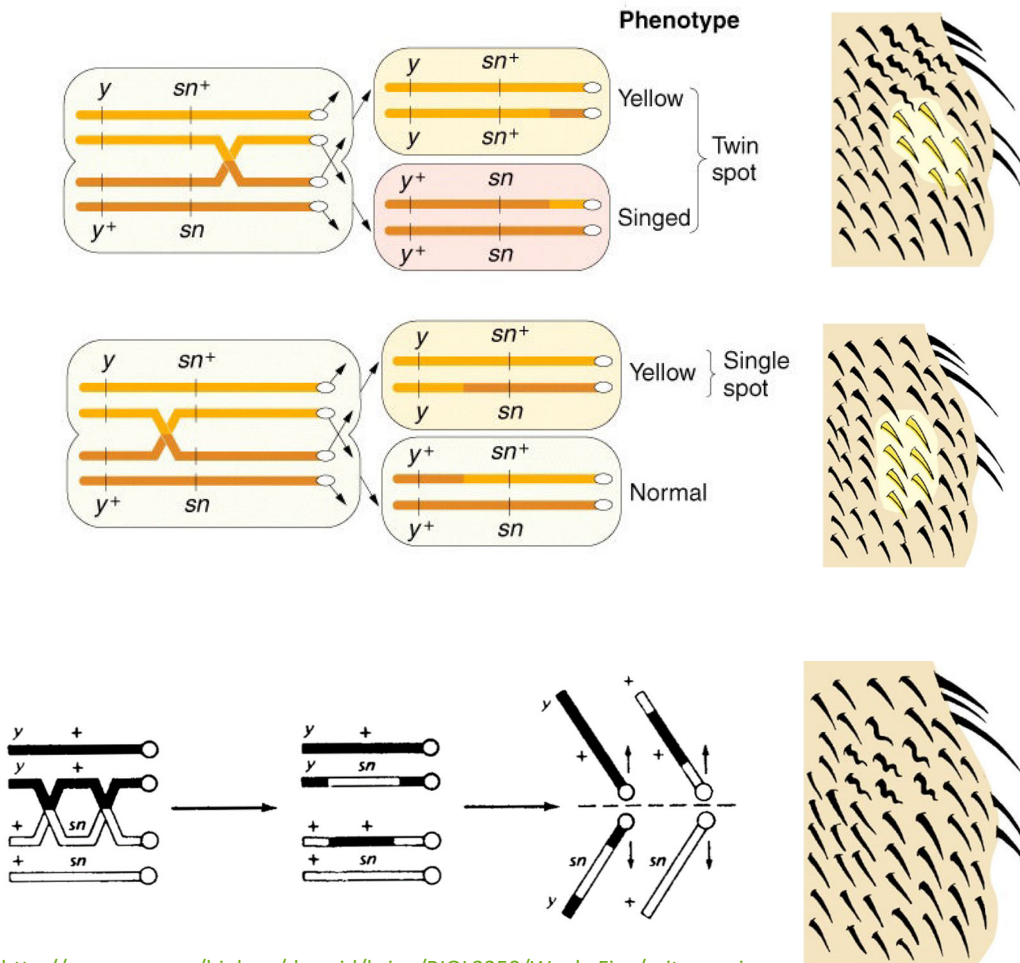 Phenotype
y sn+
y+ sn
y sn+
y sn+
Yellow
y+ sn
y+ sn
Singed
Twin
spot
y sn+
y+ sn
y sn+
y sn
Yellow
Single
spot
y+ sn+
y+ sn
Normal
y +
y +
+ sn
+ sn
y +
y sn
+ +
+ sn
y +
+ +
sn y
sn +